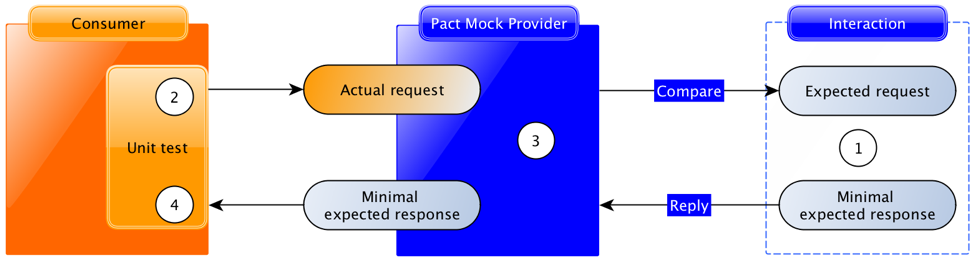 Consumer
Pact Mock Provider
Interaction
2
Actual request
Compare
Expected request
Unit test
3
1
4
Minimal
expected response
Reply
Minimal
expected response